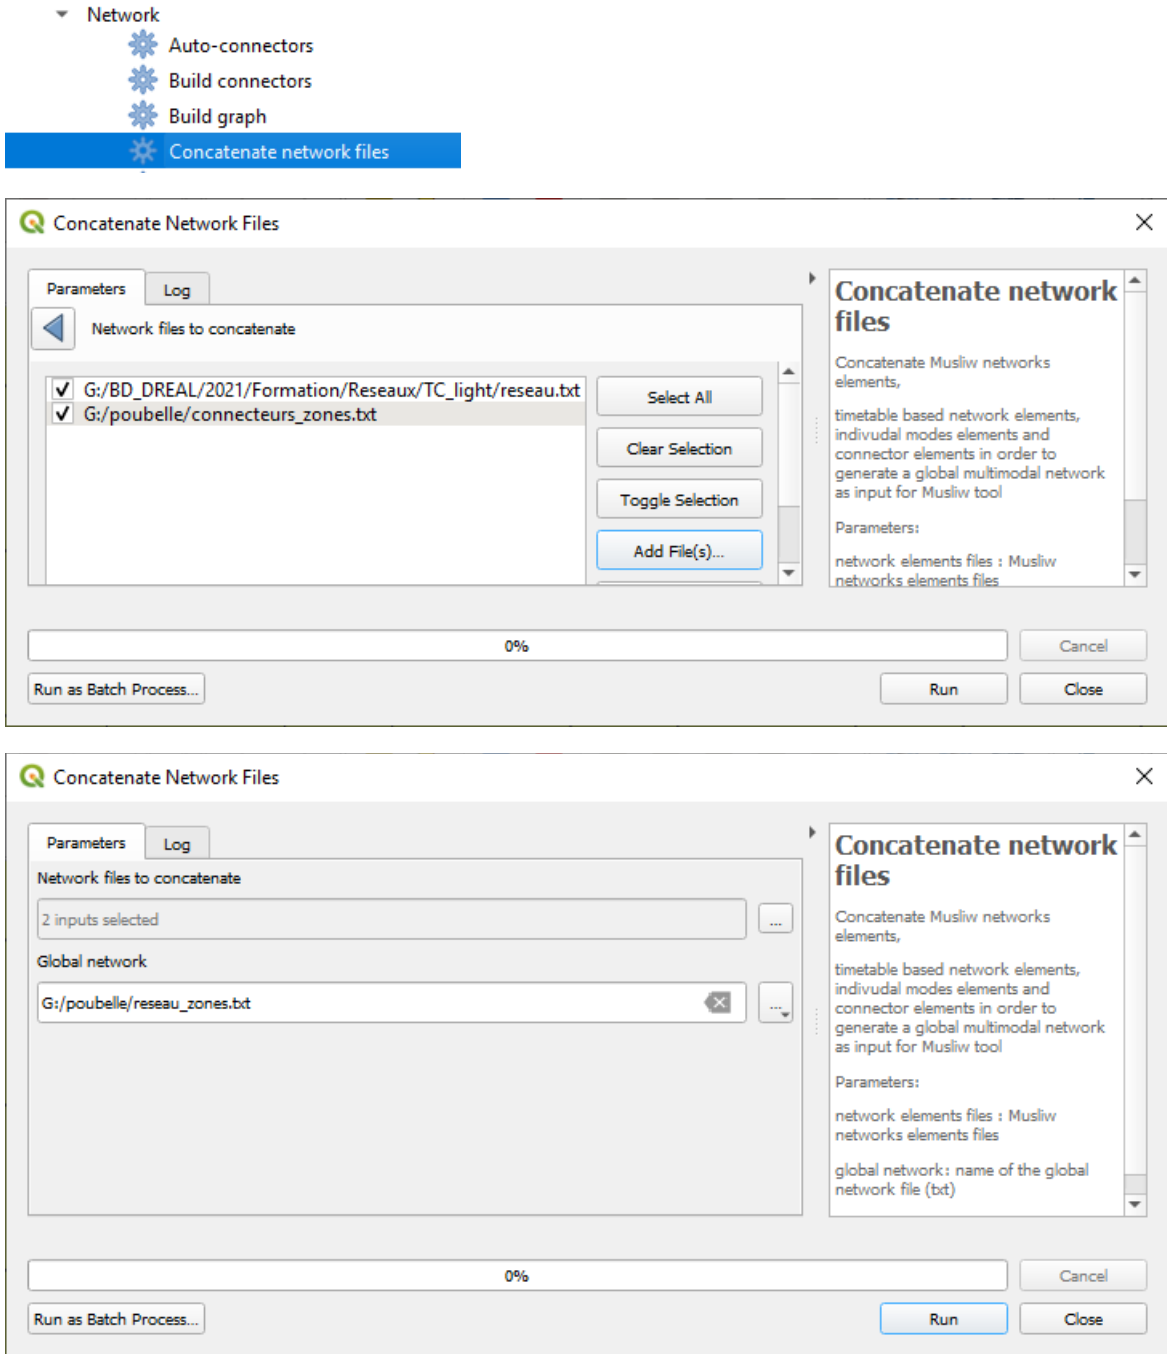 Network
Auto-connectors
Build connectors
Build graph
Concatenate network files
Concatenate Network Files
Parameters
Log
Network files to concatenate
G:/BD_DREAL/2021/Formation/Reseaux/TC_light/reseau.txt
G:/poubelle/connecteurs_zones.txt
Select All
Clear Selection
Toggle Selection
Add File(s)...
Concatenate network
files
Concatenate Musliw networks
elements,
timetable based network elements,
indivudal modes elements and
connector elements in order to
generate a global multimodal network
as input for Musliw tool
Parameters:
network elements files : Musliw
networks elements files
0%
Cancel
Run as Batch Process...
Run
Close
Concatenate Network Files
Parameters
Log
Network files to concatenate
2 inputs selected
...
Global network
G:/poubelle/reseau_zones.txt
...
Concatenate network
files
Concatenate Musliw networks
elements,
timetable based network elements,
indivudal modes elements and
connector elements in order to
generate a global multimodal network
as input for Musliw tool
Parameters:
network elements files : Musliw
networks elements files
global network: name of the global
network file (txt)
0%
Cancel
Run as Batch Process...
Run
Close